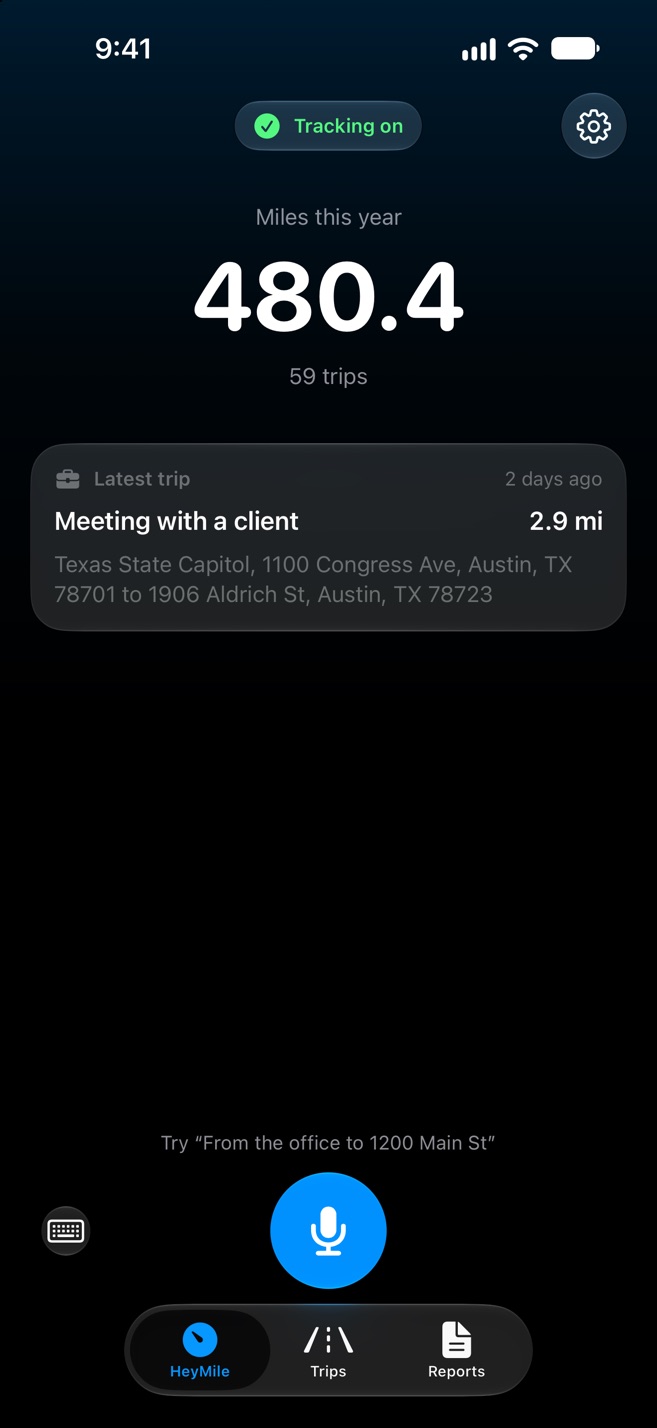 9:41
Tracking on
Miles this year
480.4
59 trips
Latest trip
2 days ago
Meeting with a client
2.9 mi
Texas State Capitol, 1100 Congress Ave, Austin, TX
78701 to 1906 Aldrich St, Austin, TX 78723
Try “From the office to 1200 Main St”
HeyMile
Trips
Reports